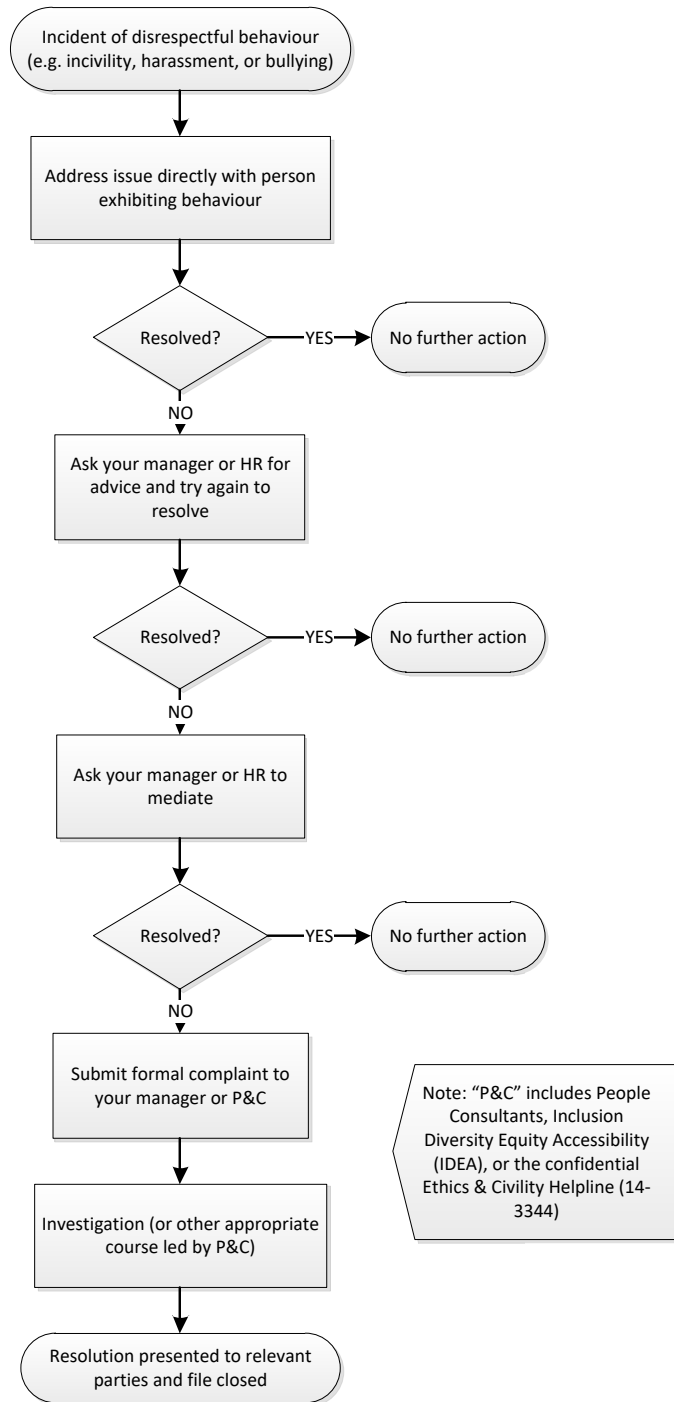 Incident of disrespectful behaviour
(e.g. incivility, harassment, or bullying)
Address issue directly with person
exhibiting behaviour
Resolved?
YES
No further action
NO
Ask your manager or HR for
advice and try again to
resolve
Resolved?
YES
No further action
NO
Ask your manager or HR to
mediate
Resolved?
YES
No further action
NO
Submit formal complaint to
your manager or P&C
Note: “P&C” includes People
Consultants, Inclusion
Diversity Equity Accessibility
(IDEA), or the confidential
Ethics & Civility Helpline (14-
3344)
Investigation (or other appropriate
course led by P&C)
Resolution presented to relevant
parties and file closed